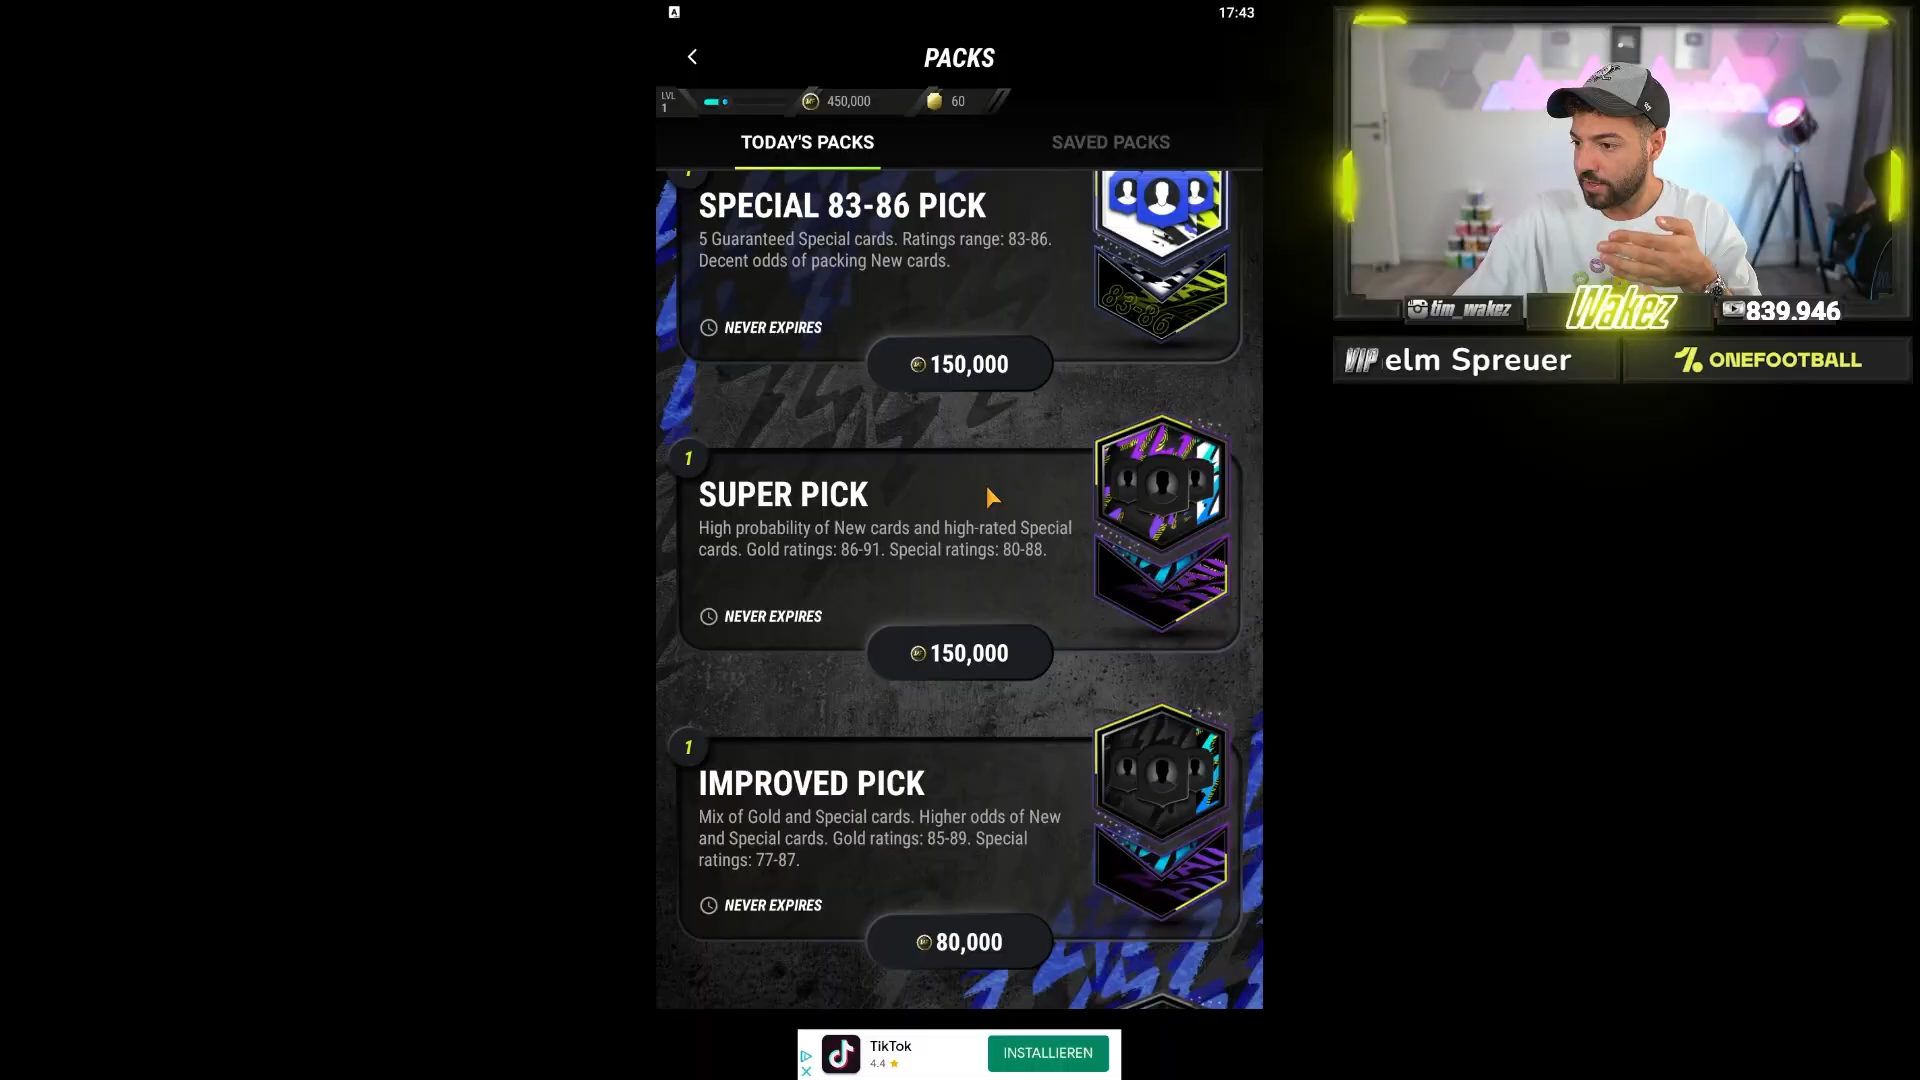 17:43
PACKS
LVL
1
450,000
60
TODAY'S PACKS
SAVED PACKS
1
SPECIAL 83-86 PICK
5 Guaranteed Special cards. Ratings range: 83-86.
Decent odds of packing New cards.
83-86
NEVER EXPIRES
150,000
1
SUPER PICK
High probability of New cards and high-rated Special
cards. Gold ratings: 86-91. Special ratings: 80-88.
NEVER EXPIRES
150,000
1
IMPROVED PICK
Mix of Gold and Special cards. Higher odds of New
and Special cards. Gold ratings: 85-89. Special
ratings: 77-87.
NEVER EXPIRES
80,000
TikTok
4.4
INSTALLIEREN
tim_wakez
Wakez
839.946
VIP elm Spreuer
ONEFOOTBALL